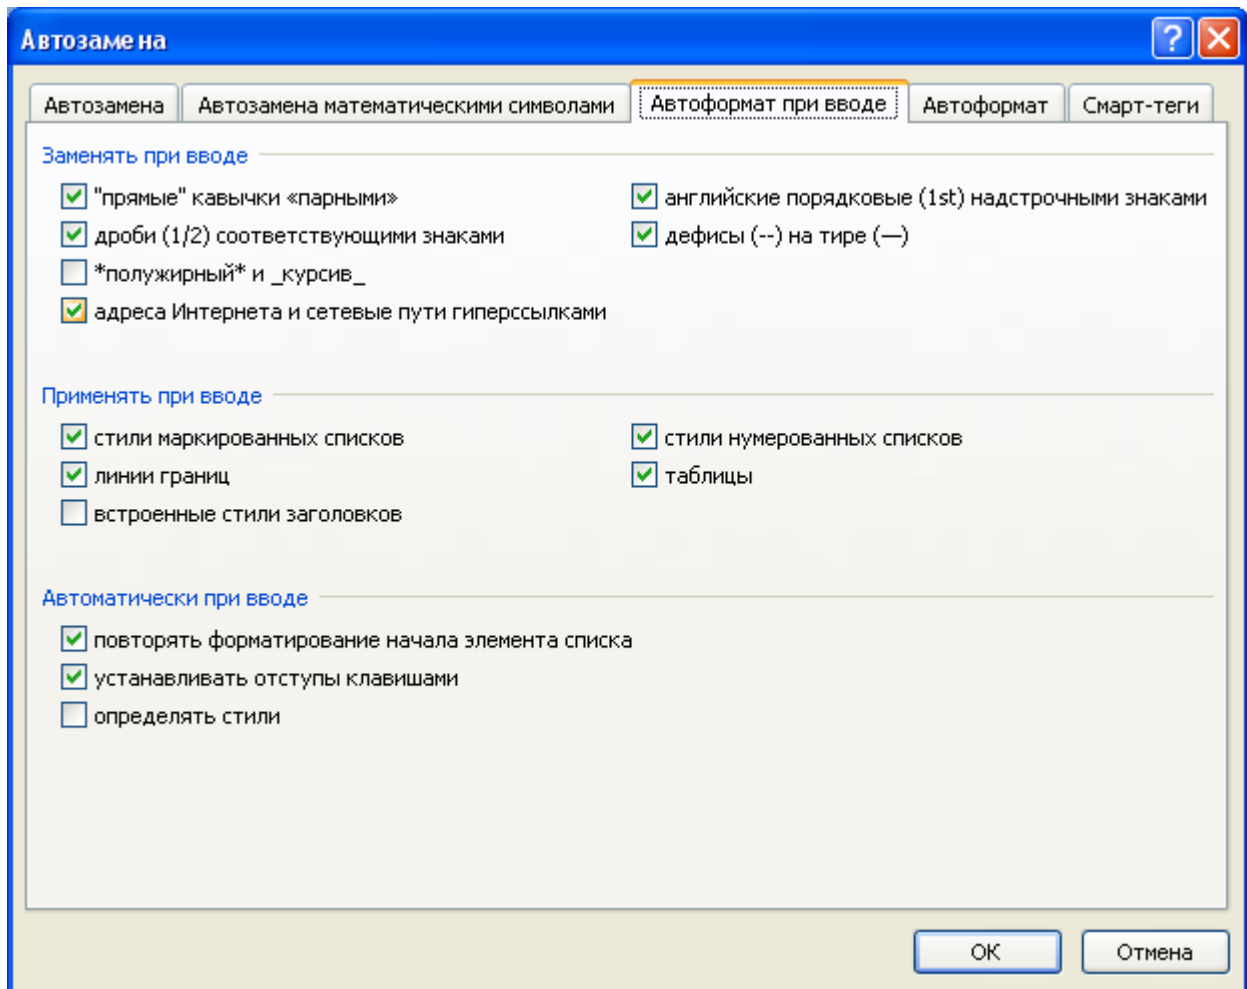 Автозамена
Автозамена Автозамена математическими символами Автоформат при вводе Автоформат Смарт-теги
Заменять при вводе
"прямые" кавычки «парными» английские порядковые (1st) надстрочными знаками
дроби (1/2) соответствующими знаками дефисы (--) на тире (—)
*полужирный* и _курсив_
адреса Интернета и сетевые пути гиперссылками
Применять при вводе
стили маркированных списков стили нумерованных списков
линии границ таблицы
встроенные стили заголовков
Автоматически при вводе
повторять форматирование начала элемента списка
устанавливать отступы клавишами
определять стили
ОК Отмена